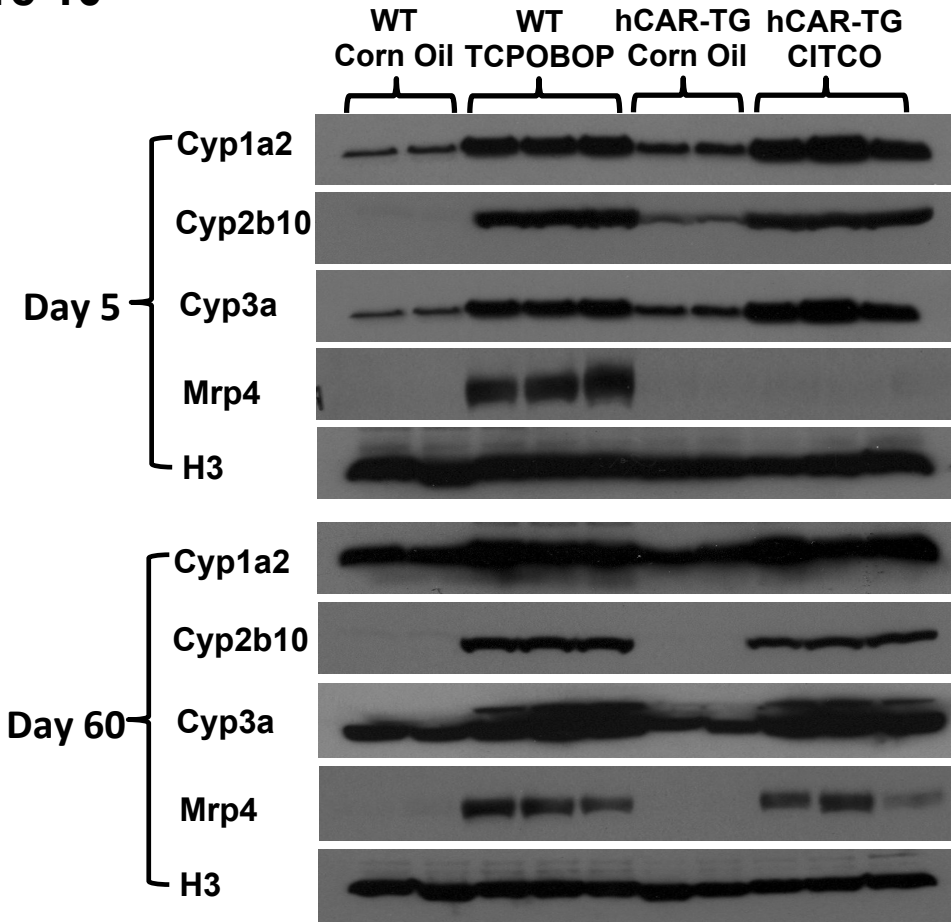 WT WT hCAR-TG hCAR-TG
Corn Oil TCPOBOP Corn Oil CITCO
Day 5
Cyp1a2
Cyp2b10
Cyp3a
Mrp4
H3
Day 60
Cyp1a2
Cyp2b10
Cyp3a
Mrp4
H3